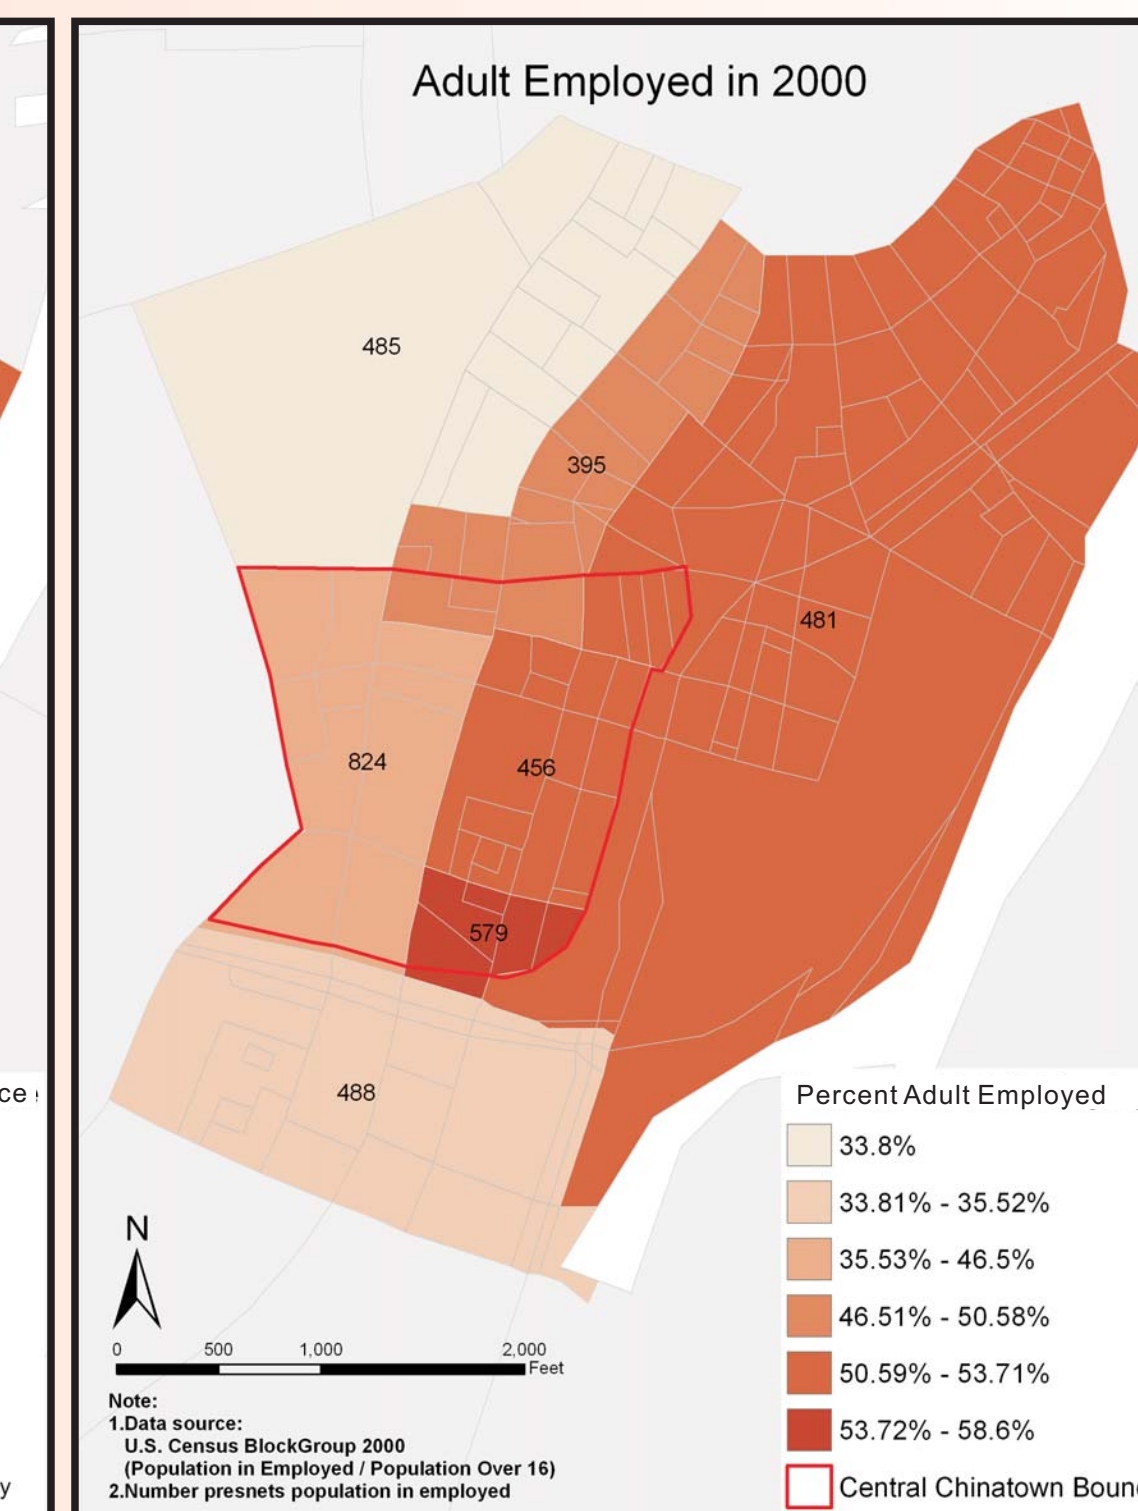 Adult Employed in 2000
485
395
481
824
456
579
488
ce
y
Percent Adult Employed
33.8%
33.81% - 35.52%
35.53% - 46.5%
46.51% - 50.58%
50.59% - 53.71%
53.72% - 58.6%
Central Chinatown Boun
N
0 500 1,000 2,000
Feet
Note:
1.Data source:
U.S. Census BlockGroup 2000
(Population in Employed / Population Over 16)
2.Number presnets population in employed